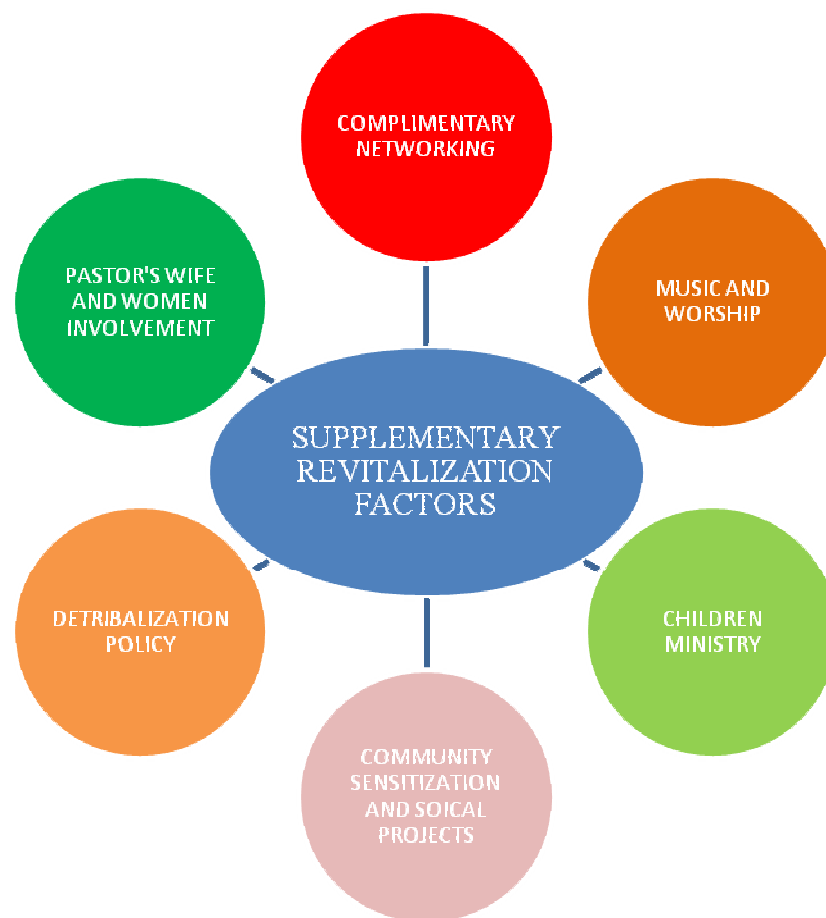 COMPLIMENTARY
NETWORKING
PASTOR'S WIFE
AND WOMEN
INVOLVEMENT
MUSIC AND
WORSHIP
SUPPLEMENTARY
REVITALIZATION
FACTORS
DETRIBALIZATION
POLICY
CHILDREN
MINISTRY
COMMUNITY
SENSITIZATION
AND SOICAL
PROJECTS